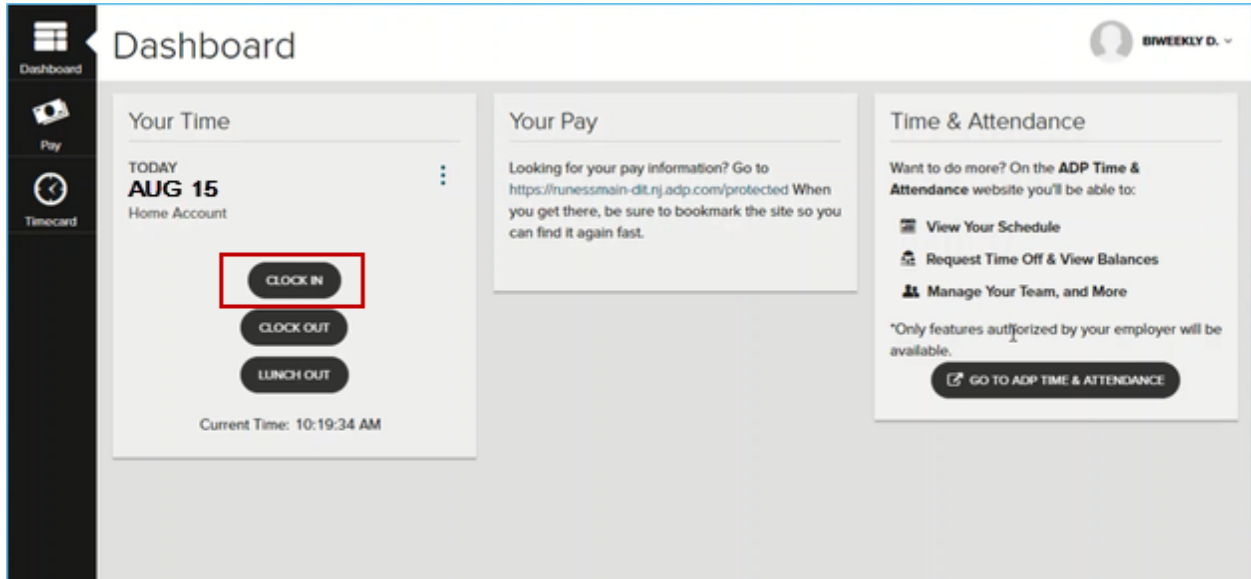 Dashboard
Pay
Timecard
Dashboard
BIWEEKLY D.
Your Time
TODAY
AUG 15
Home Account
CLOCK IN
CLOCK OUT
LUNCH OUT
Current Time: 10:19:34 AM
Your Pay
Looking for your pay information? Go to
https://runessmain-dit.nj.adp.com/protected When
you get there, be sure to bookmark the site so you
can find it again fast.
Time & Attendance
Want to do more? On the ADP Time &
Attendance website you'll be able to:
View Your Schedule
Request Time Off & View Balances
Manage Your Team, and More
*Only features authorized by your employer will be
available.
GO TO ADP TIME & ATTENDANCE